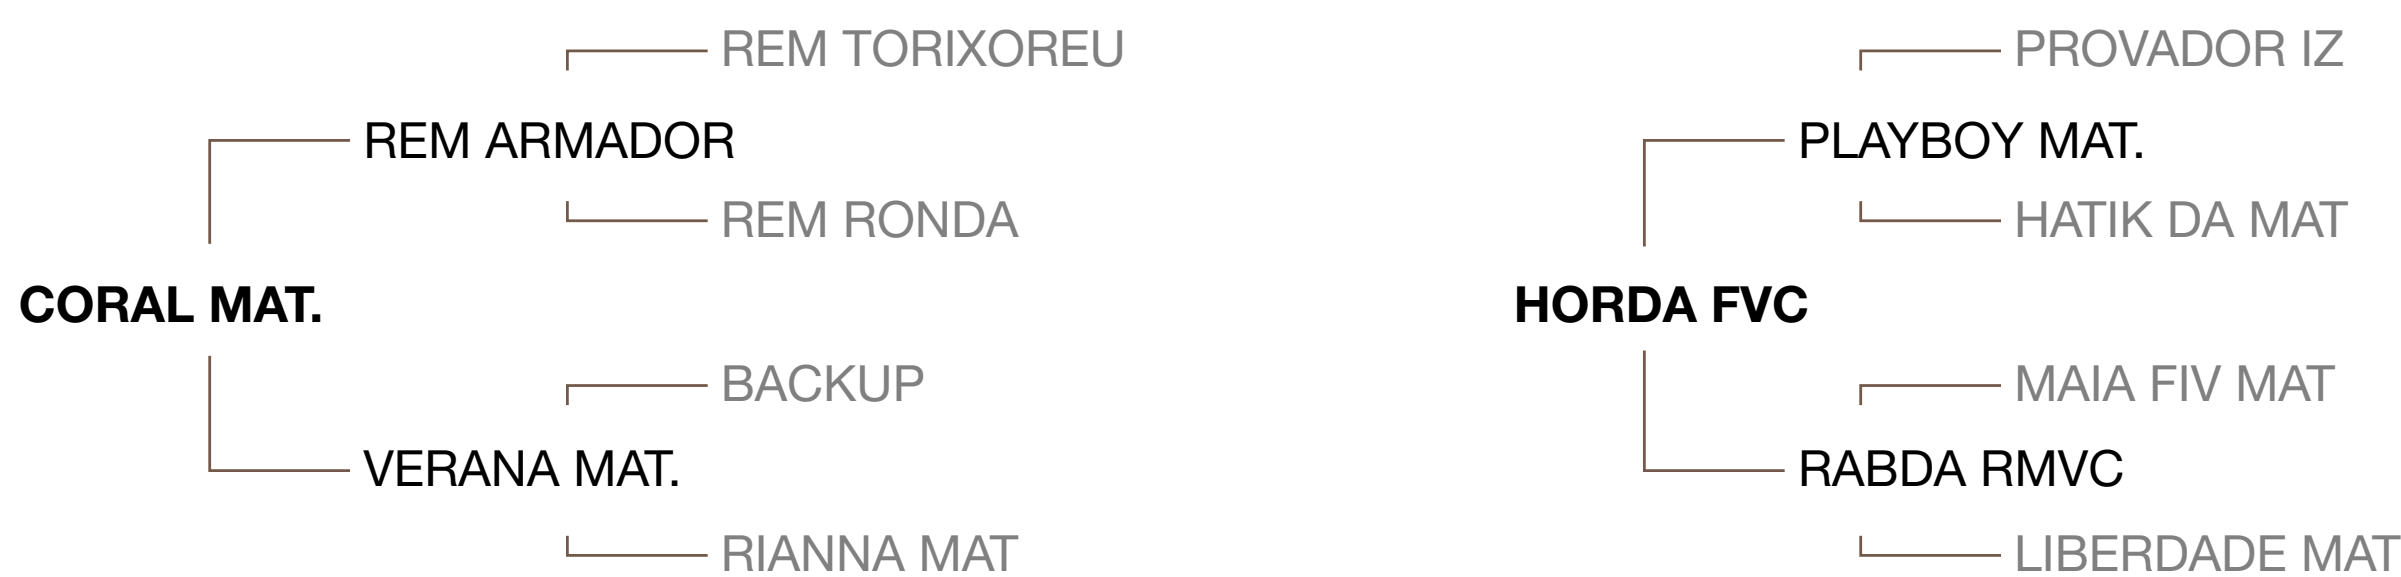 REM TORIXOREU
REM ARMADOR
REM RONDA
CORAL MAT.
BACKUP
VERANA MAT.
RIANNA MAT
PROVADOR IZ
PLAYBOY MAT.
HATIK DA MAT
HORDA FVC
MAIA FIV MAT
RABDA RMVC
LIBERDADE MAT